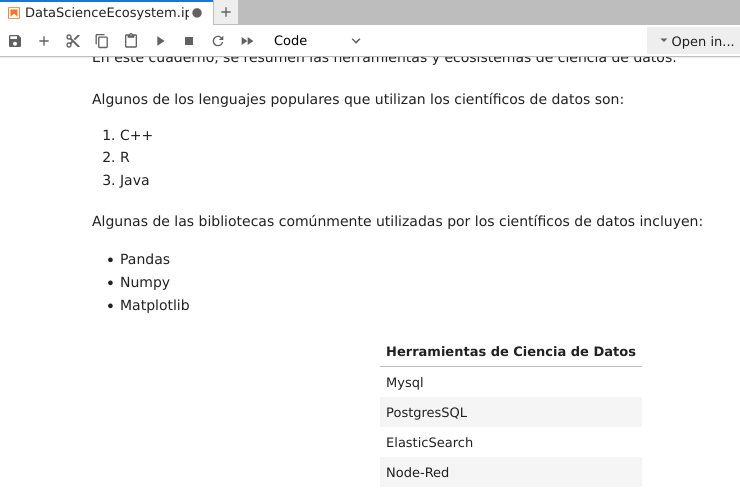 DataScienceEcosystem.ip
Code
Open in...
En este cuaderno, se resumen las herramientas y ecosistemas de ciencia de datos.
Algunos de los lenguajes populares que utilizan los científicos de datos son:
1. C++
2. R
3. Java
Algunas de las bibliotecas comúnmente utilizadas por los científicos de datos incluyen:
• Pandas
• Numpy
• Matplotlib
Herramientas de Ciencia de Datos
Mysql
PostgresSQL
ElasticSearch
Node-Red